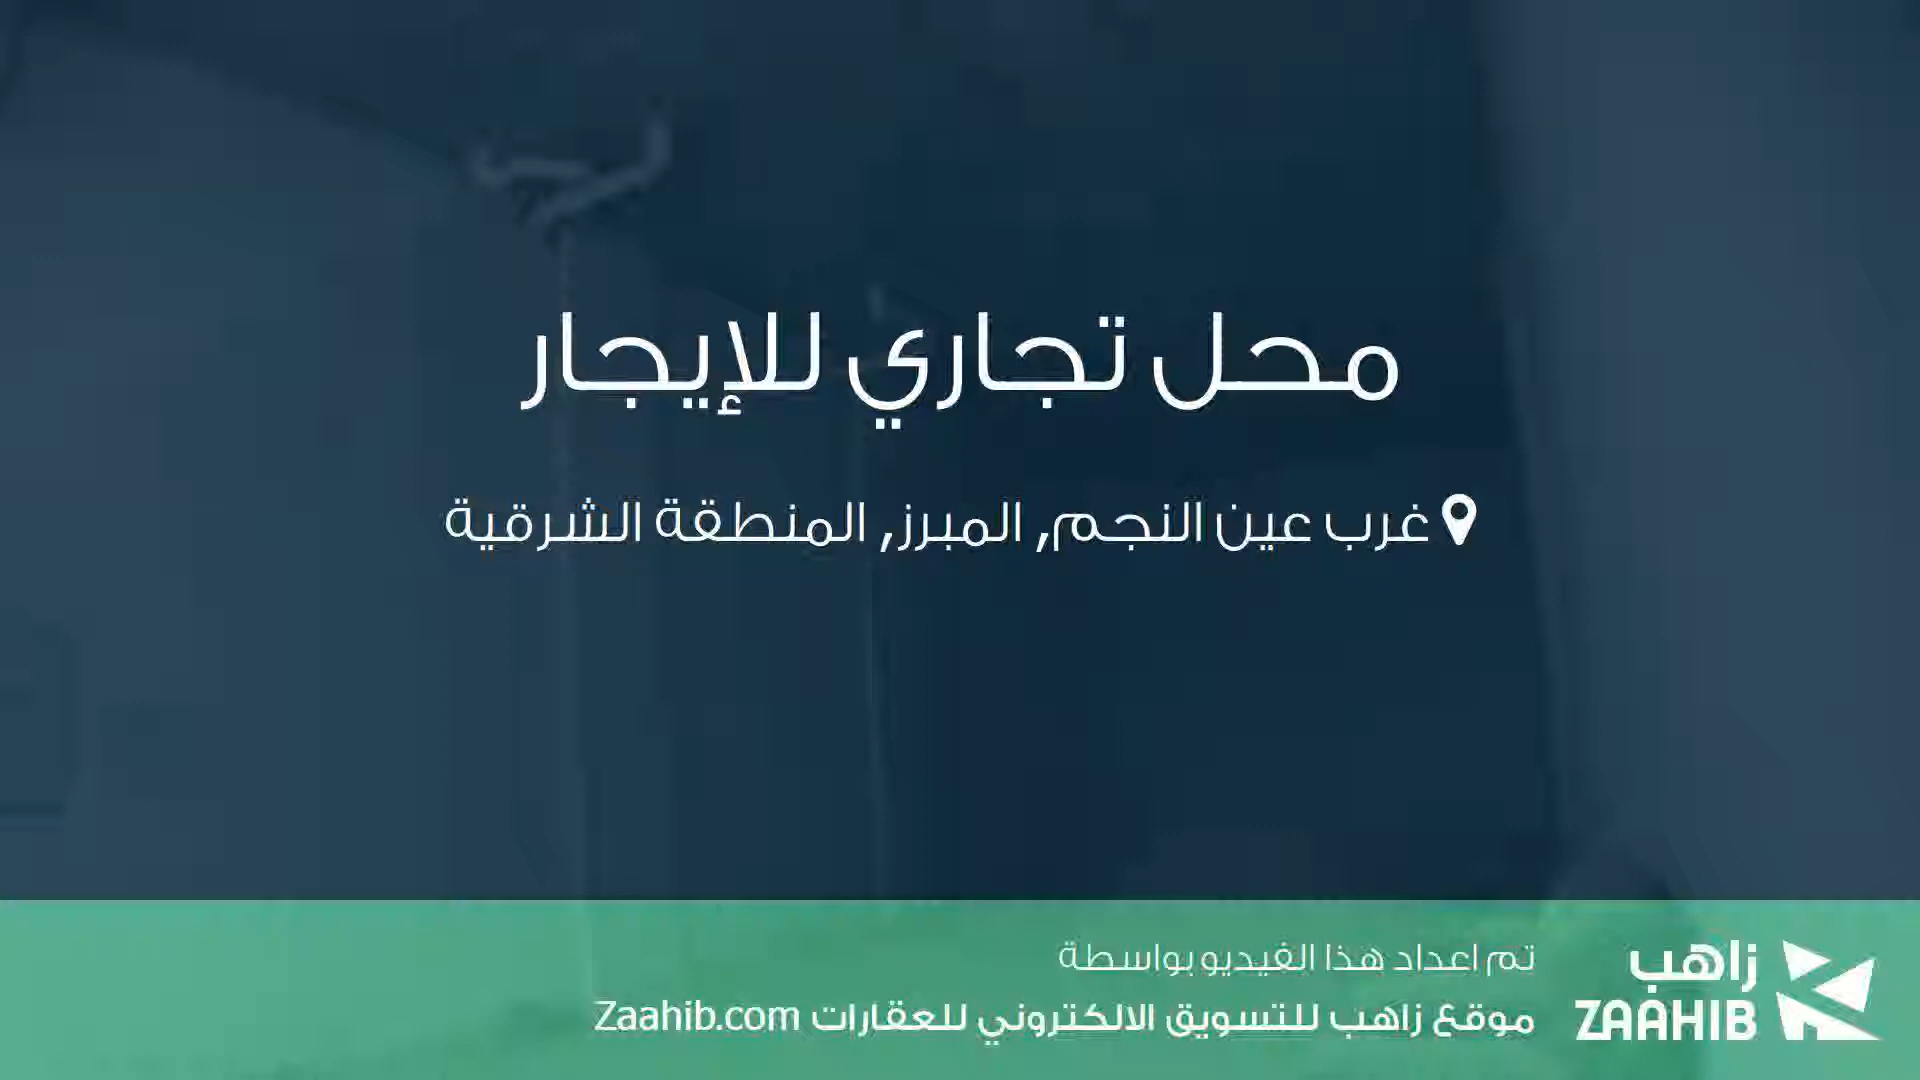 محل تجاري للإيجار
غرب عين النجم, المبرز, المنطقة الشرقية
تم اعداد هذا الفيديو بواسطة
موقع زاهب للتسويق الالكتروني للعقارات Zaahib.com
زاهب
ZAAHIB